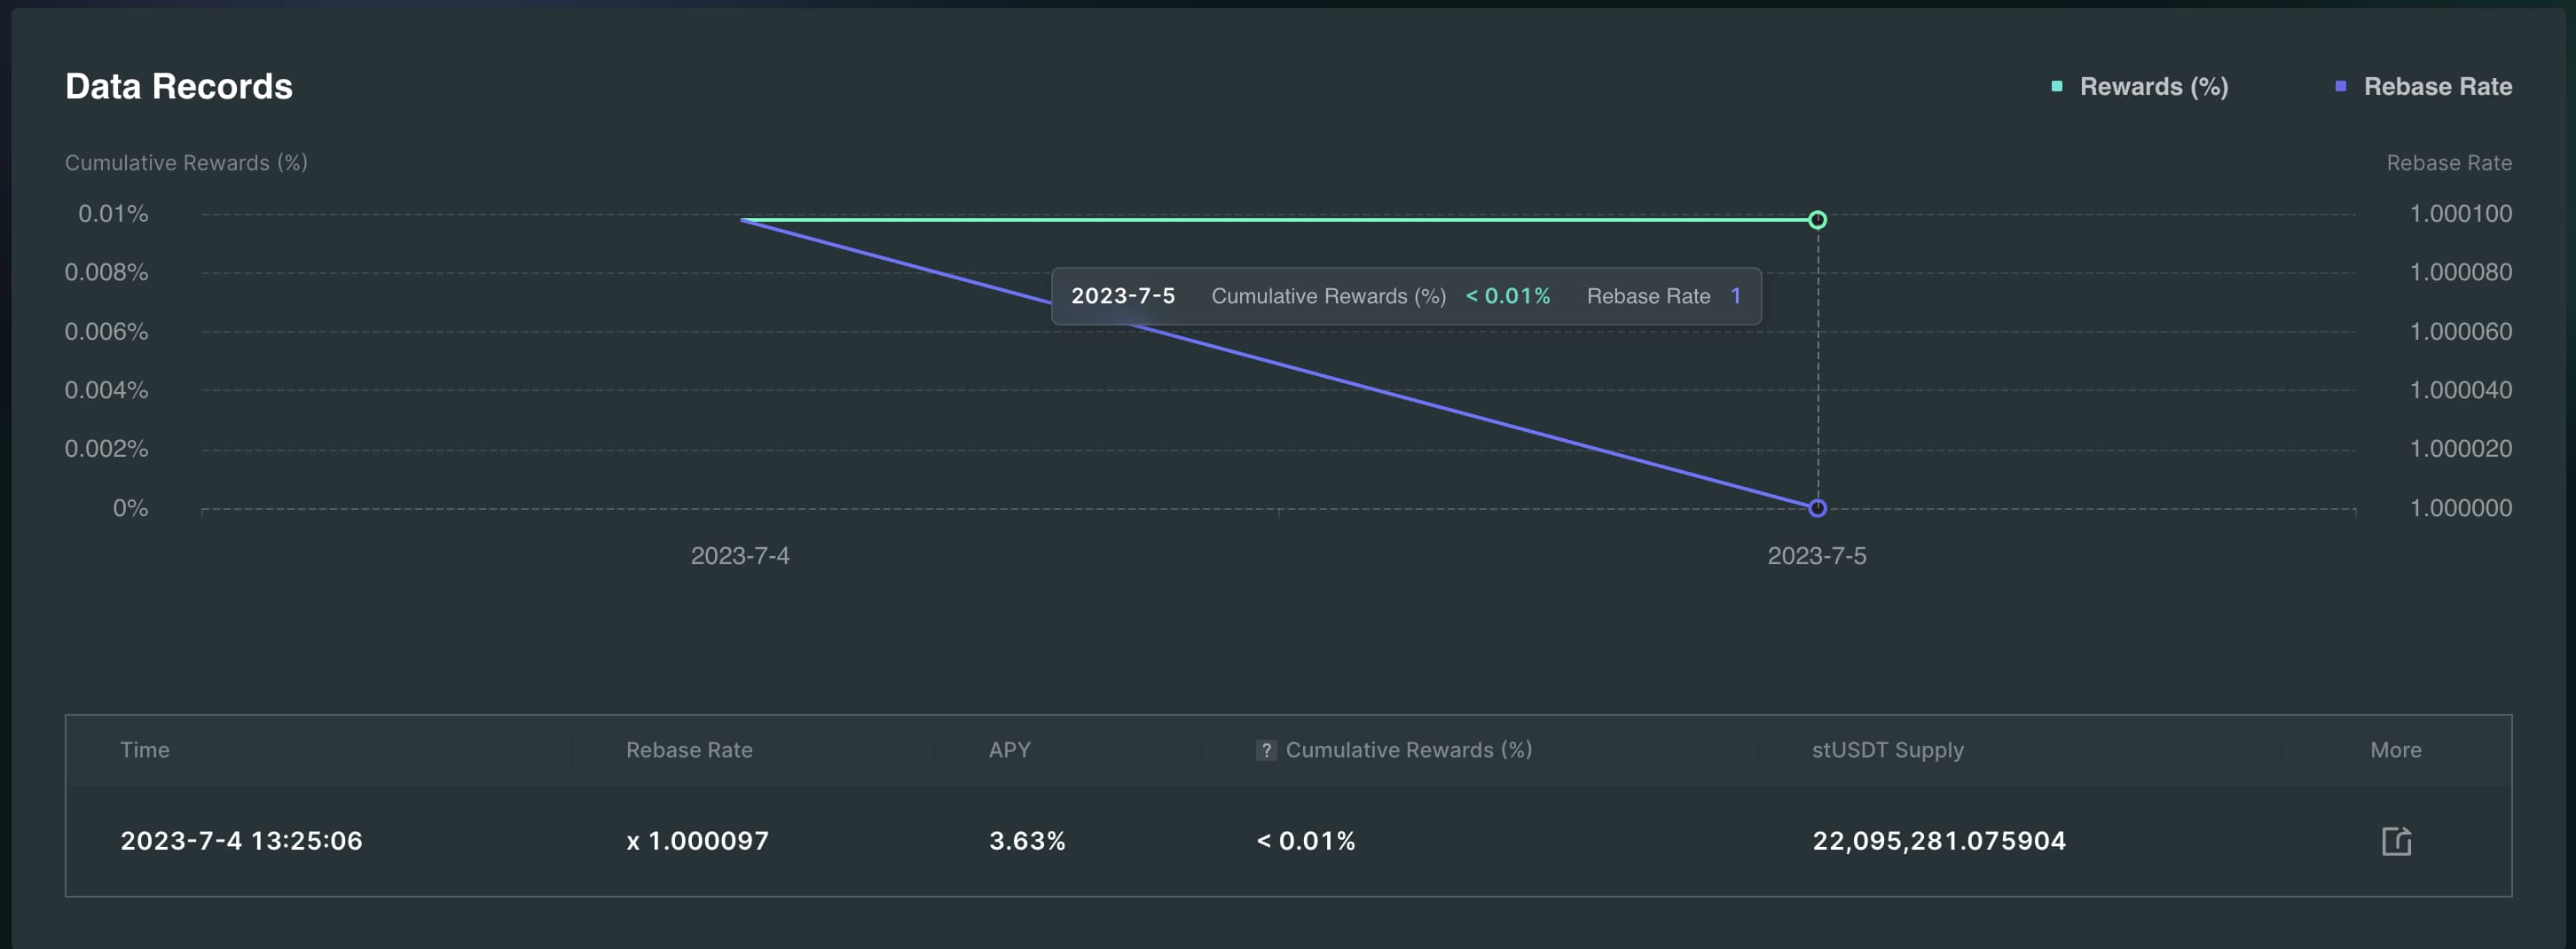 Data Records
Rewards (%)
Rebase Rate
Cumulative Rewards (%)
Rebase Rate
0.01%
1.000100
0.008%
1.000080
2023-7-5 Cumulative Rewards (%) < 0.01% Rebase Rate 1
0.006%
1.000060
0.004%
1.000040
0.002%
1.000020
0%
1.000000
2023-7-4
2023-7-5
Time Rebase Rate APY ? Cumulative Rewards (%) stUSDT Supply More
2023-7-4 13:25:06 x 1.000097 3.63% < 0.01% 22,095,281.075904